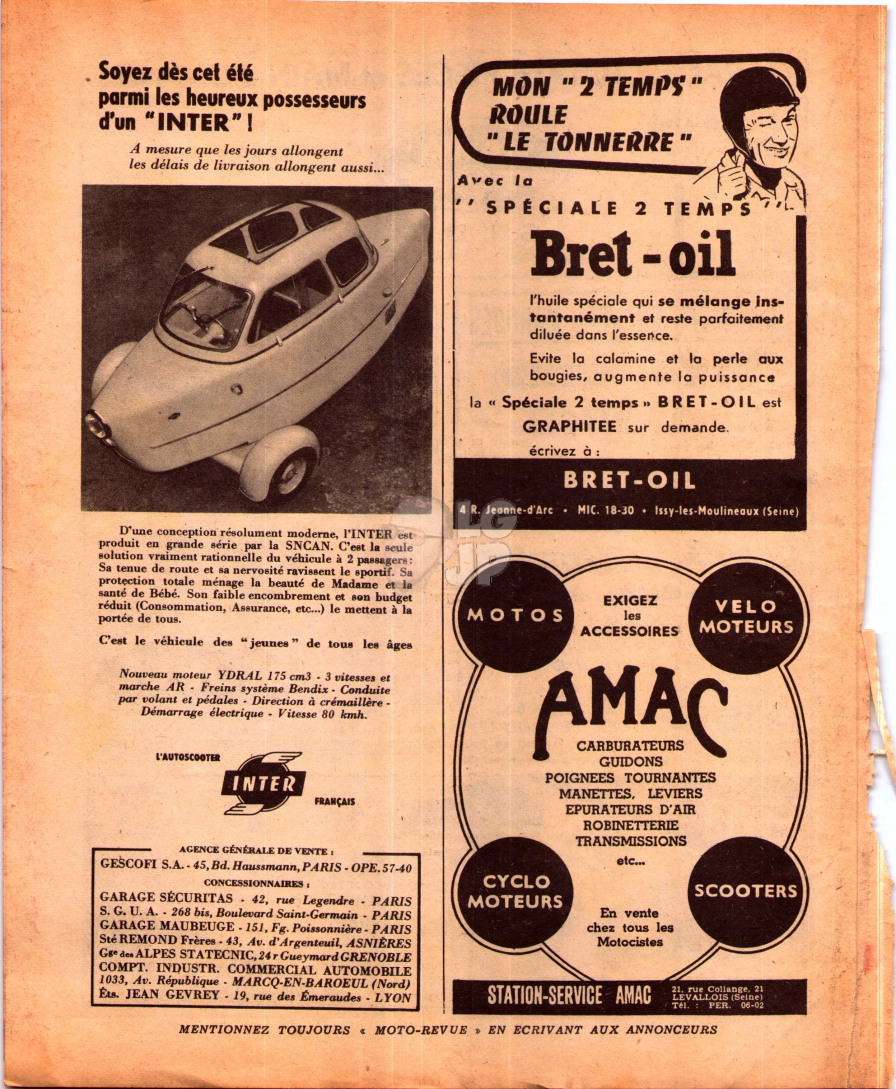 Soyez dès cet été
parmi les heureux possesseurs
d'un "INTER" !
A mesure que les jours allongent
les délais de livraison allongent aussi...
D'une conception résolument moderne, l'INTER est
produit en grande série par la SNCAN. C'est la seule
solution vraiment rationnelle du véhicule à 2 passagers:
Sa tenue de route et sa nervosité ravissent le sportif. Sa
protection totale ménage la beauté de Madame et la
santé de Bébé. Son faible encombrement et son budget
réduit (Consommation, Assurance, etc...) le mettent à la
portée de tous.
C'est le véhicule des "jeunes" de tous les âges
Nouveau moteur YDRAL 175 cm3 - 3 vitesses et
marche AR - Freins système Bendix - Conduite
par volant et pédales - Direction à crémaillère -
Démarrage électrique - Vitesse 80 kmh.
L'AUTOSCOOTER
INTER
FRANÇAIS
AGENCE GÉNÉRALE DE VENTE :
GESCOFI S.A. - 45, Bd. Haussmann, PARIS - OPE. 57-40
CONCESSIONNAIRES :
GARAGE SÉCURITAS - 42, rue Legendre - PARIS
S. G. U. A. - 268 bis, Boulevard Saint-Germain - PARIS
GARAGE MAUBEUGE - 151, Fg. Poissonnière - PARIS
Sté REMOND Frères - 43, Av. d'Argenteuil, ASNIÈRES
Gge des ALPES STATECNIC, 24 r Gueymard GRENOBLE
COMPT. INDUSTR. COMMERCIAL AUTOMOBILE
1033, Av. République - MARCQ-EN-BAROEUL (Nord)
Éts. JEAN GEVREY - 19, rue des Émeraudes - LYON
MON "2 TEMPS"
ROULE
"LE TONNERRE"
Avec la
"SPÉCIALE 2 TEMPS"
Bret-oil
l'huile spéciale qui se mélange ins-
tantanément et reste parfaitement
diluée dans l'essence.
Evite la calamine et la perle aux
bougies, augmente la puissance
la « Spéciale 2 temps » BRET-OIL est
GRAPHITEE sur demande.
écrivez à :
BRET-OIL
4 R. Jeanne-d'Arc • MIC. 18-30 • Issy-les-Moulineaux (Seine)
LG
JP
MOTOS
EXIGEZ
les
ACCESSOIRES
VELO
MOTEURS
AMAC
CARBURATEURS
GUIDONS
POIGNEES TOURNANTES
MANETTES, LEVIERS
EPURATEURS D'AIR
ROBINETTERIE
TRANSMISSIONS
etc...
CYCLO
MOTEURS
SCOOTERS
En vente
chez tous les
Motocistes
STATION-SERVICE AMAC
21, rue Collange, 21
LEVALLOIS (Seine)
Tél. : PER. 06-02
MENTIONNEZ TOUJOURS « MOTO-REVUE » EN ECRIVANT AUX ANNONCEURS